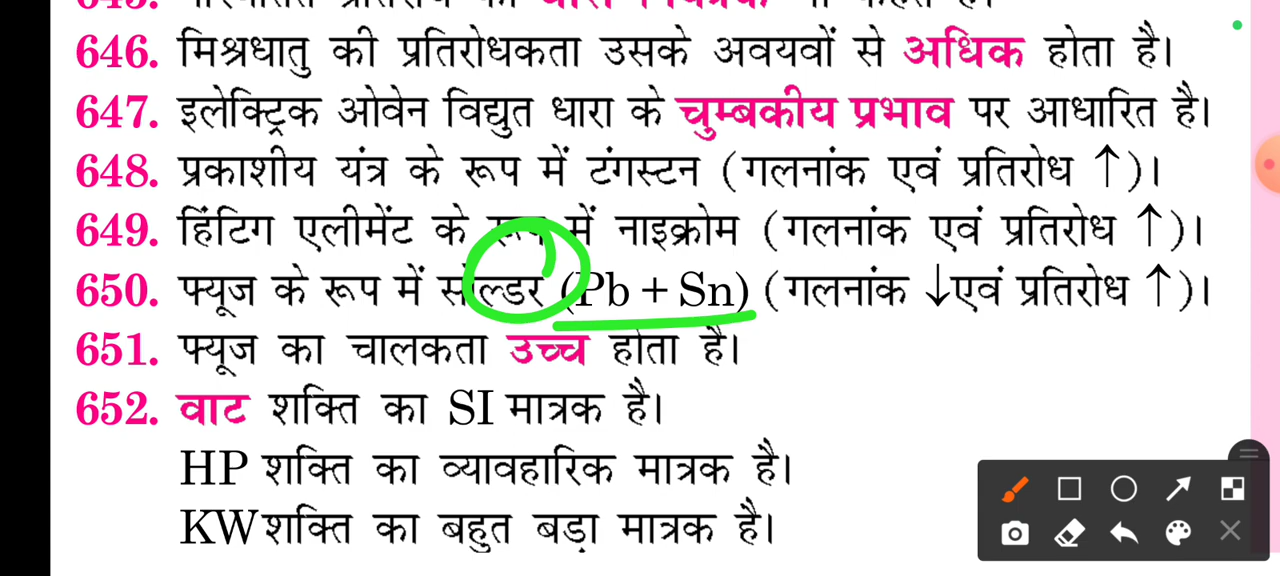 646. मिश्रधातु की प्रतिरोधकता उसके अवयवों से अधिक होता है।
647. इलेक्ट्रिक ओवेन विद्युत धारा के चुम्बकीय प्रभाव पर आधारित है।
648. प्रकाशीय यंत्र के रूप में टंगस्टन (गलनांक एवं प्रतिरोध ↑)।
649. हिंटिग एलीमेंट के रूप में नाइक्रोम (गलनांक एवं प्रतिरोध ↑)।
650. फ्यूज के रूप में सोल्डर (Pb + Sn) (गलनांक ↓एवं प्रतिरोध ↑)।
651. फ्यूज का चालकता उच्च होता है।
652. वाट शक्ति का SI मात्रक है।
HP शक्ति का व्यावहारिक मात्रक है।
KW शक्ति का बहुत बड़ा मात्रक है।